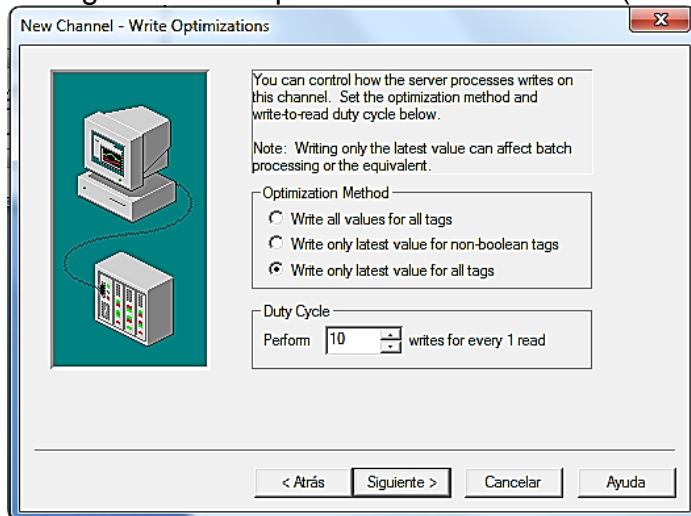 New Channel - Write Optimizations
You can control how the server processes writes on
this channel. Set the optimization method and
write-to-read duty cycle below.
Note: Writing only the latest value can affect batch
processing or the equivalent.
Optimization Method
Write all values for all tags
Write only latest value for non-boolean tags
Write only latest value for all tags
Duty Cycle
Perform 10 writes for every 1 read
< Atrás Siguiente > Cancelar Ayuda